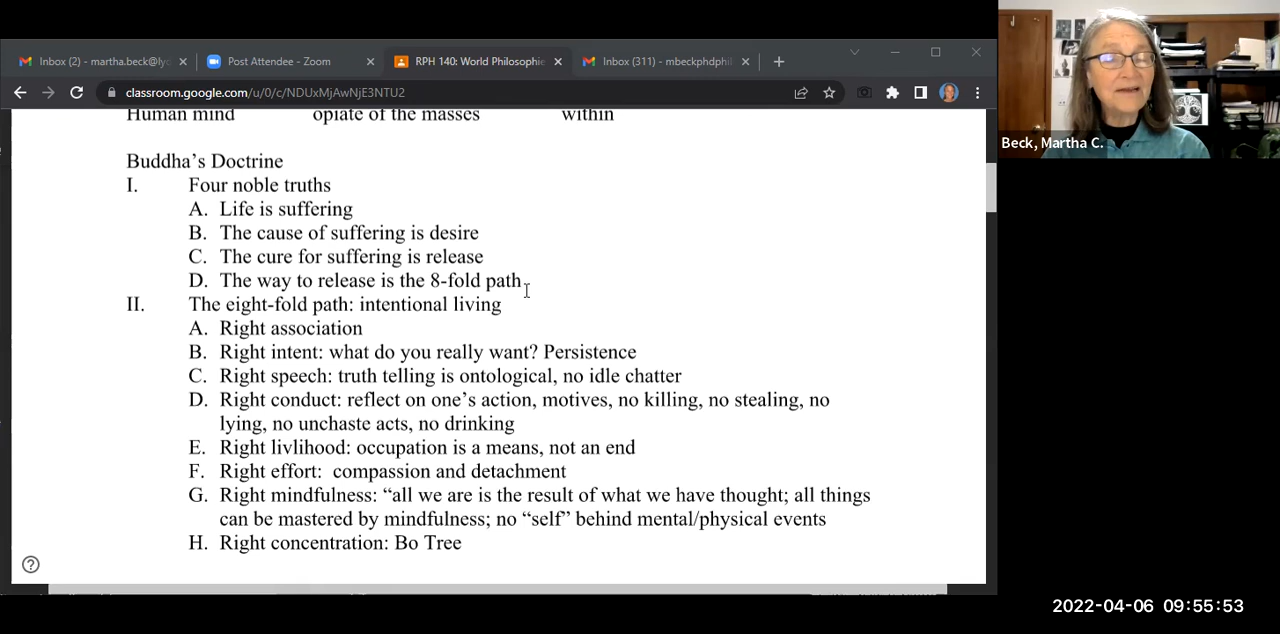 Inbox (2) - martha.beck@lyc
Post Attendee - Zoom
RPH 140: World Philosophie
Inbox (311) - mbeckphdphil
classroom.google.com/u/0/c/NDUxMjAwNjE3NTU2
Human mind opiate of the masses within
Buddha's Doctrine
I. Four noble truths
A. Life is suffering
B. The cause of suffering is desire
C. The cure for suffering is release
D. The way to release is the 8-fold path
II. The eight-fold path: intentional living
A. Right association
B. Right intent: what do you really want? Persistence
C. Right speech: truth telling is ontological, no idle chatter
D. Right conduct: reflect on one's action, motives, no killing, no stealing, no
lying, no unchaste acts, no drinking
E. Right livlihood: occupation is a means, not an end
F. Right effort: compassion and detachment
G. Right mindfulness: “all we are is the result of what we have thought; all things
can be mastered by mindfulness; no “self” behind mental/physical events
H. Right concentration: Bo Tree
Beck, Martha C.
2022-04-06 09:55:53